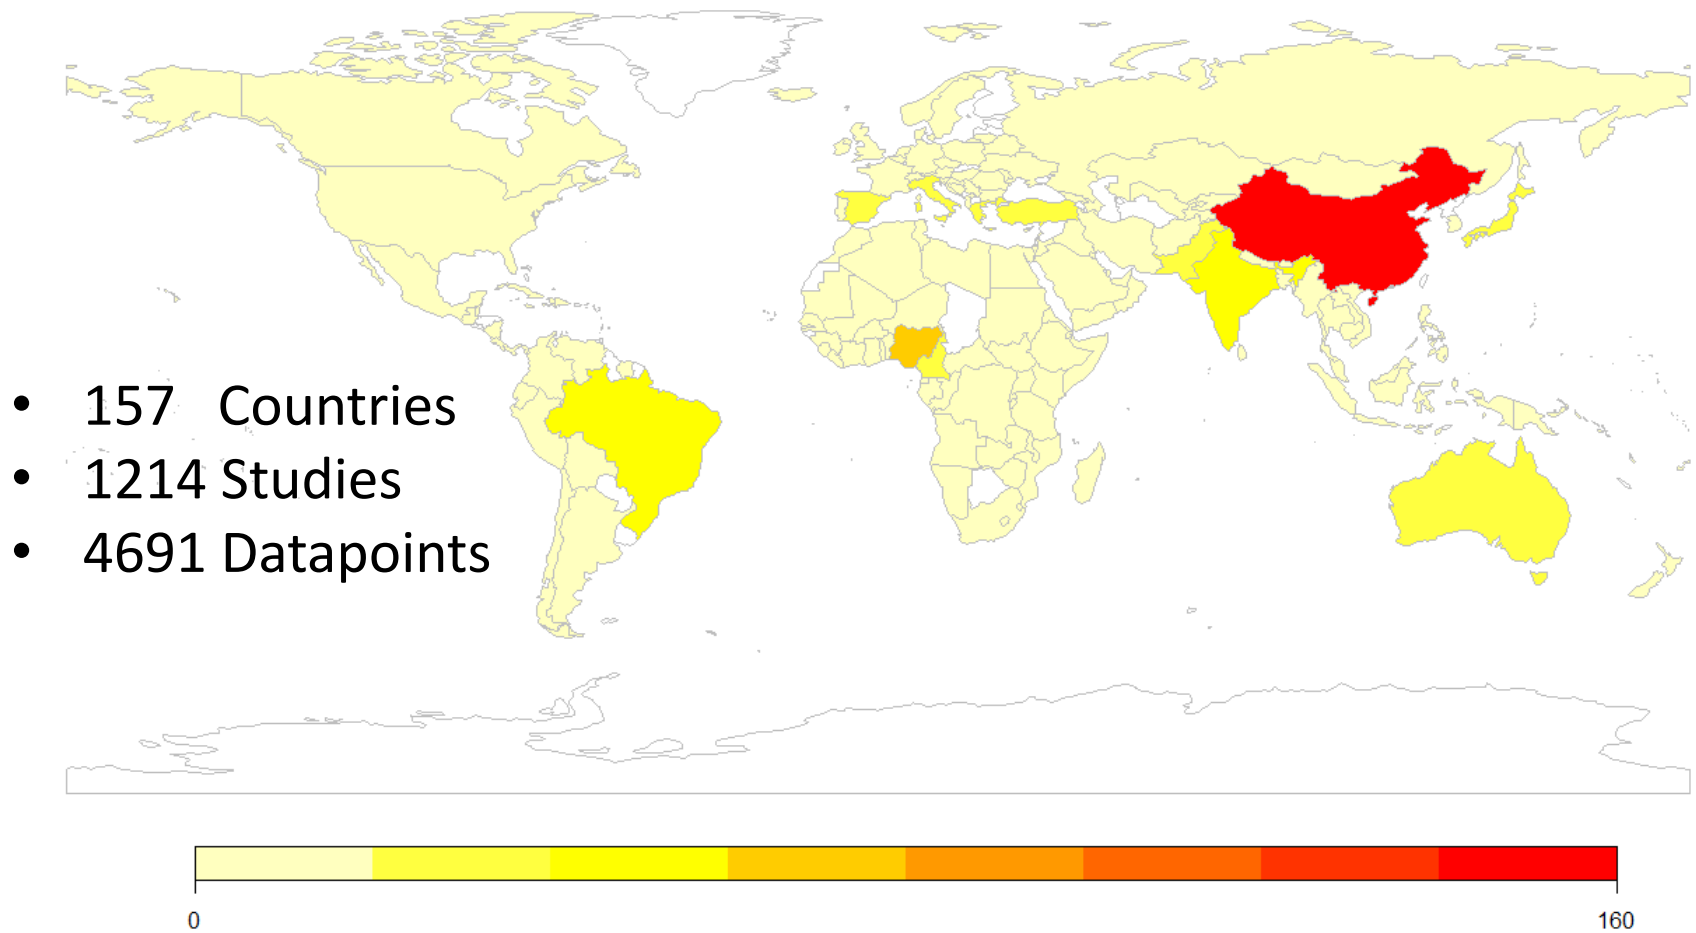 • 157 Countries
• 1214 Studies
• 4691 Datapoints
0 160